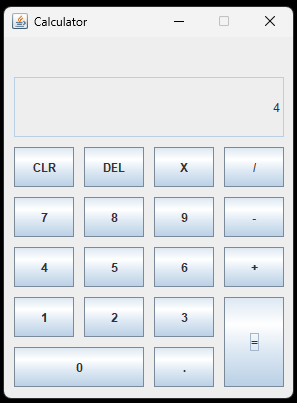 Calculator
4
CLR DEL X /
7 8 9 -
4 5 6 +
1 2 3 =
0 .